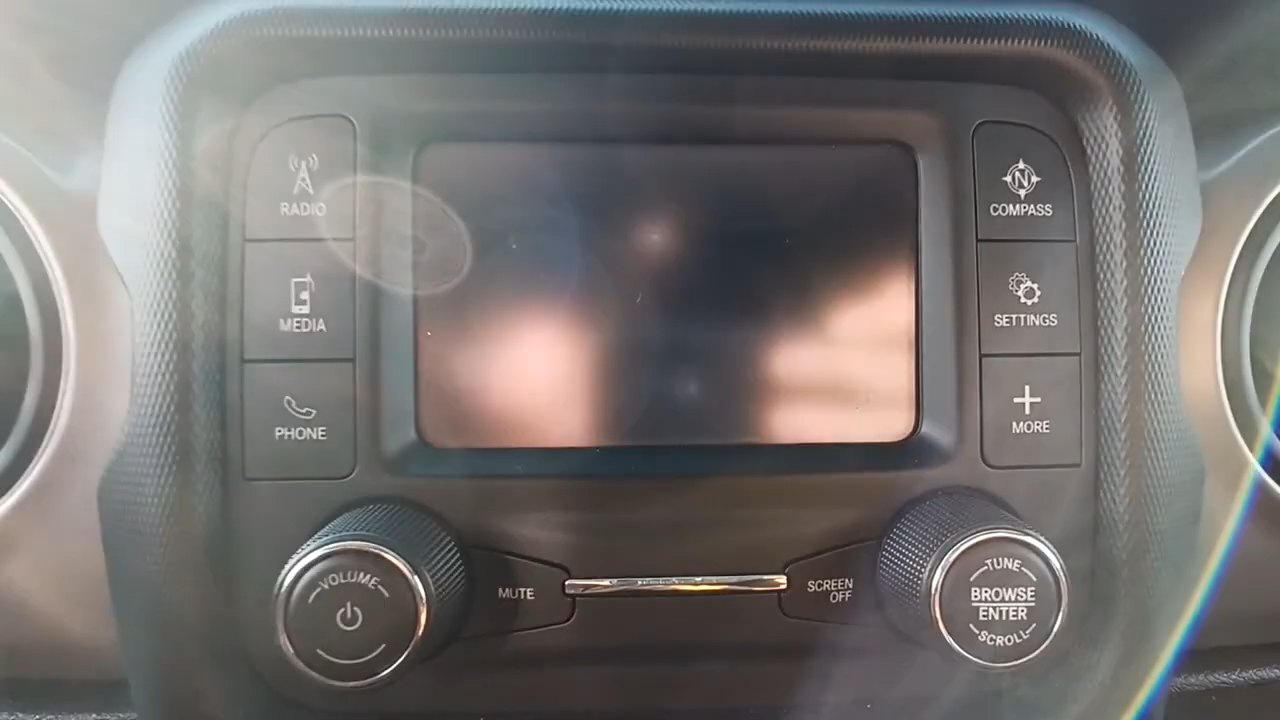 RADIO
MEDIA
PHONE
N
COMPASS
SETTINGS
MORE
VOLUME
MUTE
SCREEN
OFF
TUNE
BROWSE
ENTER
SCROLL